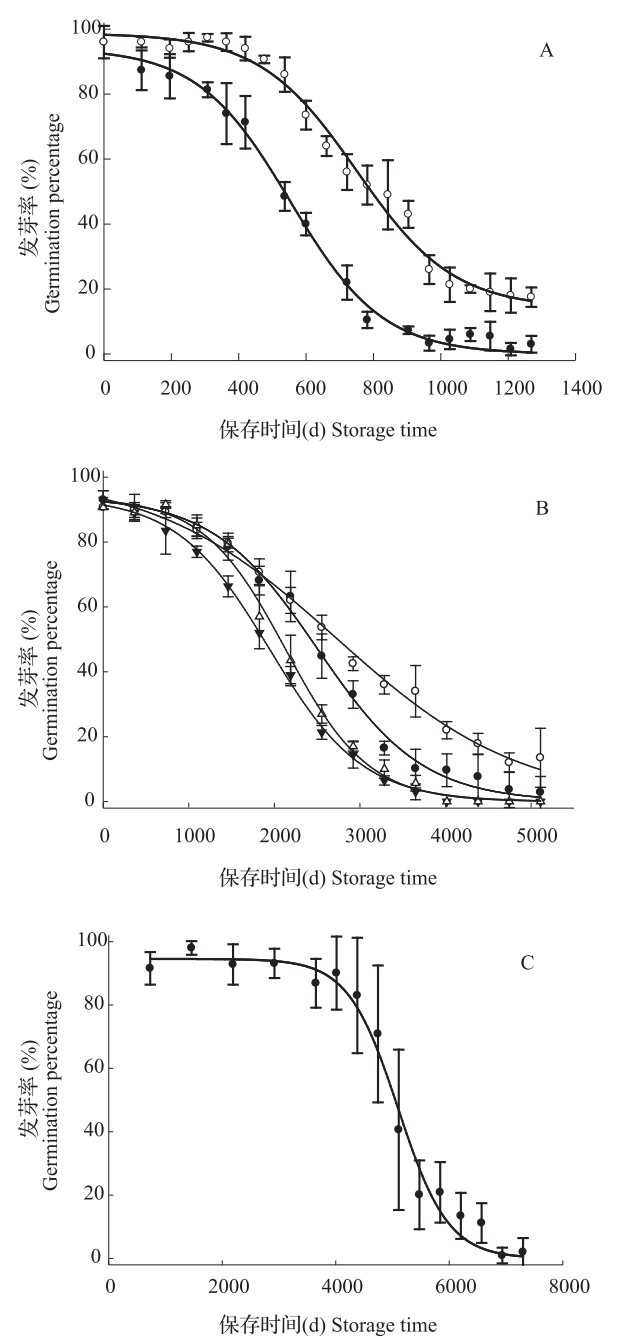 A
100
80
60
40
20
0
发芽率 (%)
Germination percentage
0 200 400 600 800 1000 1200 1400
保存时间(d) Storage time
B
100
80
60
40
20
0
发芽率 (%)
Germination percentage
0 1000 2000 3000 4000 5000
保存时间(d) Storage time
C
100
80
60
40
20
0
发芽率 (%)
Germination percentage
0 2000 4000 6000 8000
保存时间(d) Storage time